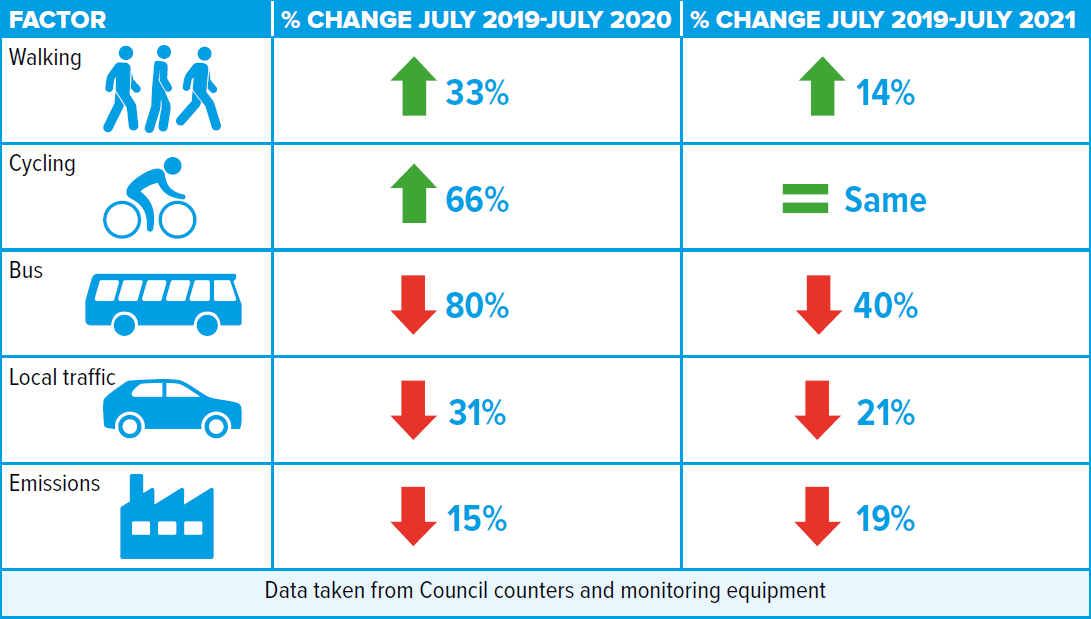 FACTOR
% CHANGE JULY 2019-JULY 2020
% CHANGE JULY 2019-JULY 2021
Walking
33%
14%
Cycling
66%
Same
Bus
80%
40%
Local traffic
31%
21%
Emissions
15%
19%
Data taken from Council counters and monitoring equipment